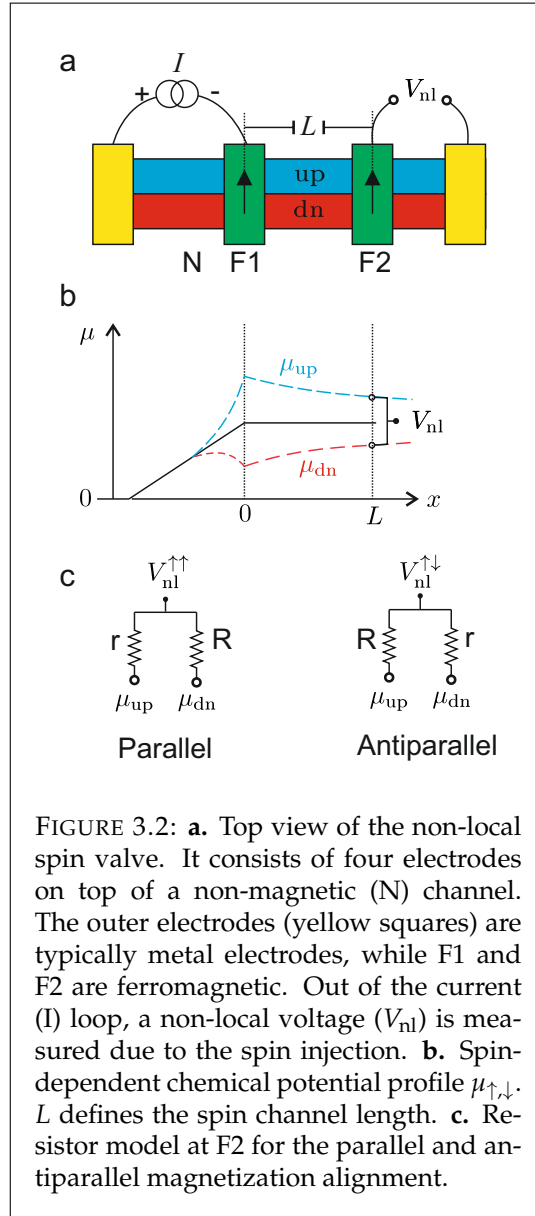 a
I
+ -
L
V_nl
up
dn
N F1 F2
b
μ
μ_up
V_nl
μ_dn
0
0 L x
c
V_nl^↑↑ V_nl^↑↓
r R R r
μ_up μ_dn μ_up μ_dn
Parallel Antiparallel
FIGURE 3.2: a. Top view of the non-local
spin valve. It consists of four electrodes
on top of a non-magnetic (N) channel.
The outer electrodes (yellow squares) are
typically metal electrodes, while F1 and
F2 are ferromagnetic. Out of the current
(I) loop, a non-local voltage (V_nl) is mea-
sured due to the spin injection. b. Spin-
dependent chemical potential profile μ_↑,↓.
L defines the spin channel length. c. Re-
sistor model at F2 for the parallel and an-
tiparallel magnetization alignment.